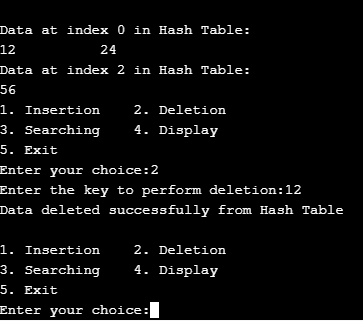 Data at index 0 in Hash Table:
12 24
Data at index 2 in Hash Table:
56
1. Insertion 2. Deletion
3. Searching 4. Display
5. Exit
Enter your choice:2
Enter the key to perform deletion:12
Data deleted successfully from Hash Table
1. Insertion 2. Deletion
3. Searching 4. Display
5. Exit
Enter your choice: